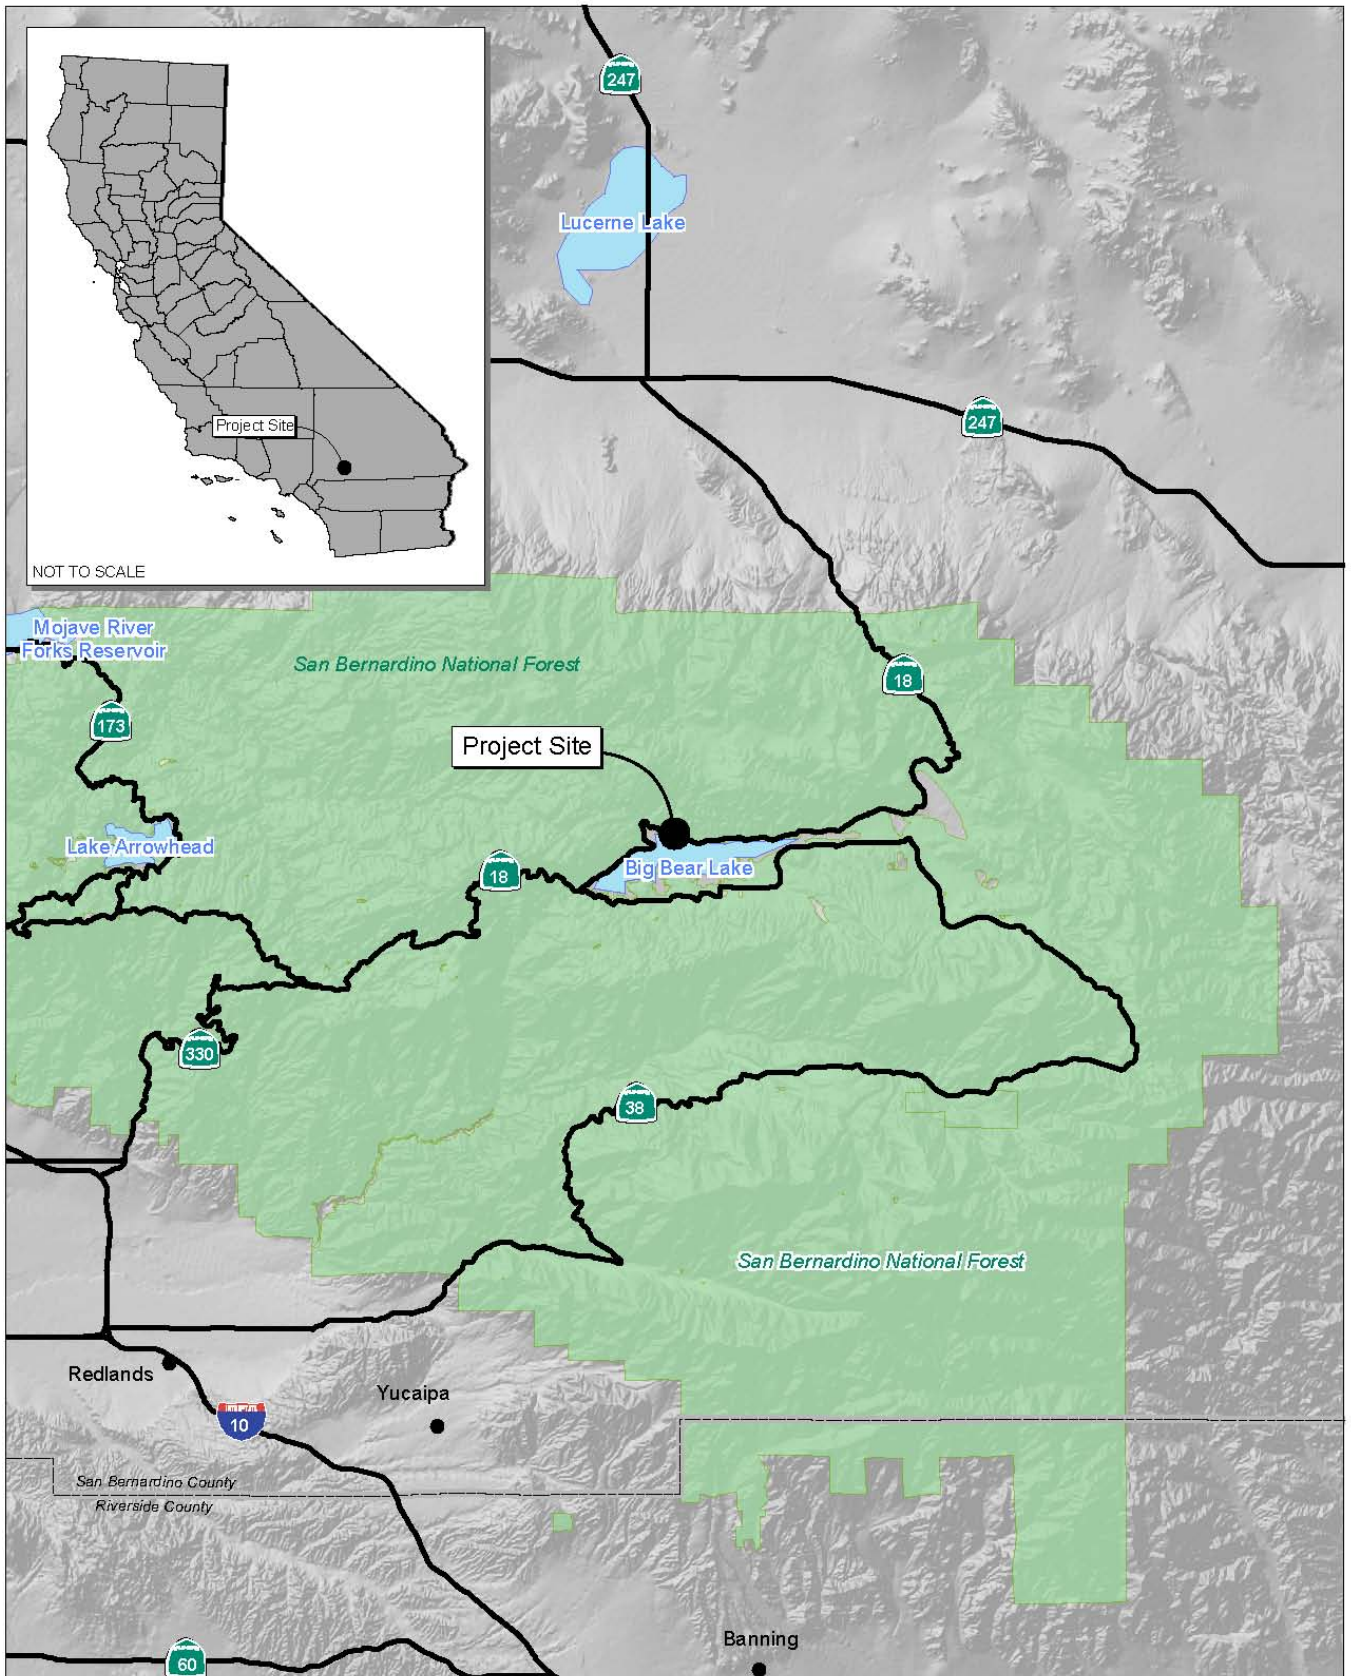 247
Lucerne Lake
Project Site
NOT TO SCALE
247
Mojave River
Forks Reservoir
San Bernardino National Forest
18
173
Project Site
Lake Arrowhead
18
Big Bear Lake
330
38
San Bernardino National Forest
Redlands
Yucaipa
10
San Bernardino County
Riverside County
Banning
60